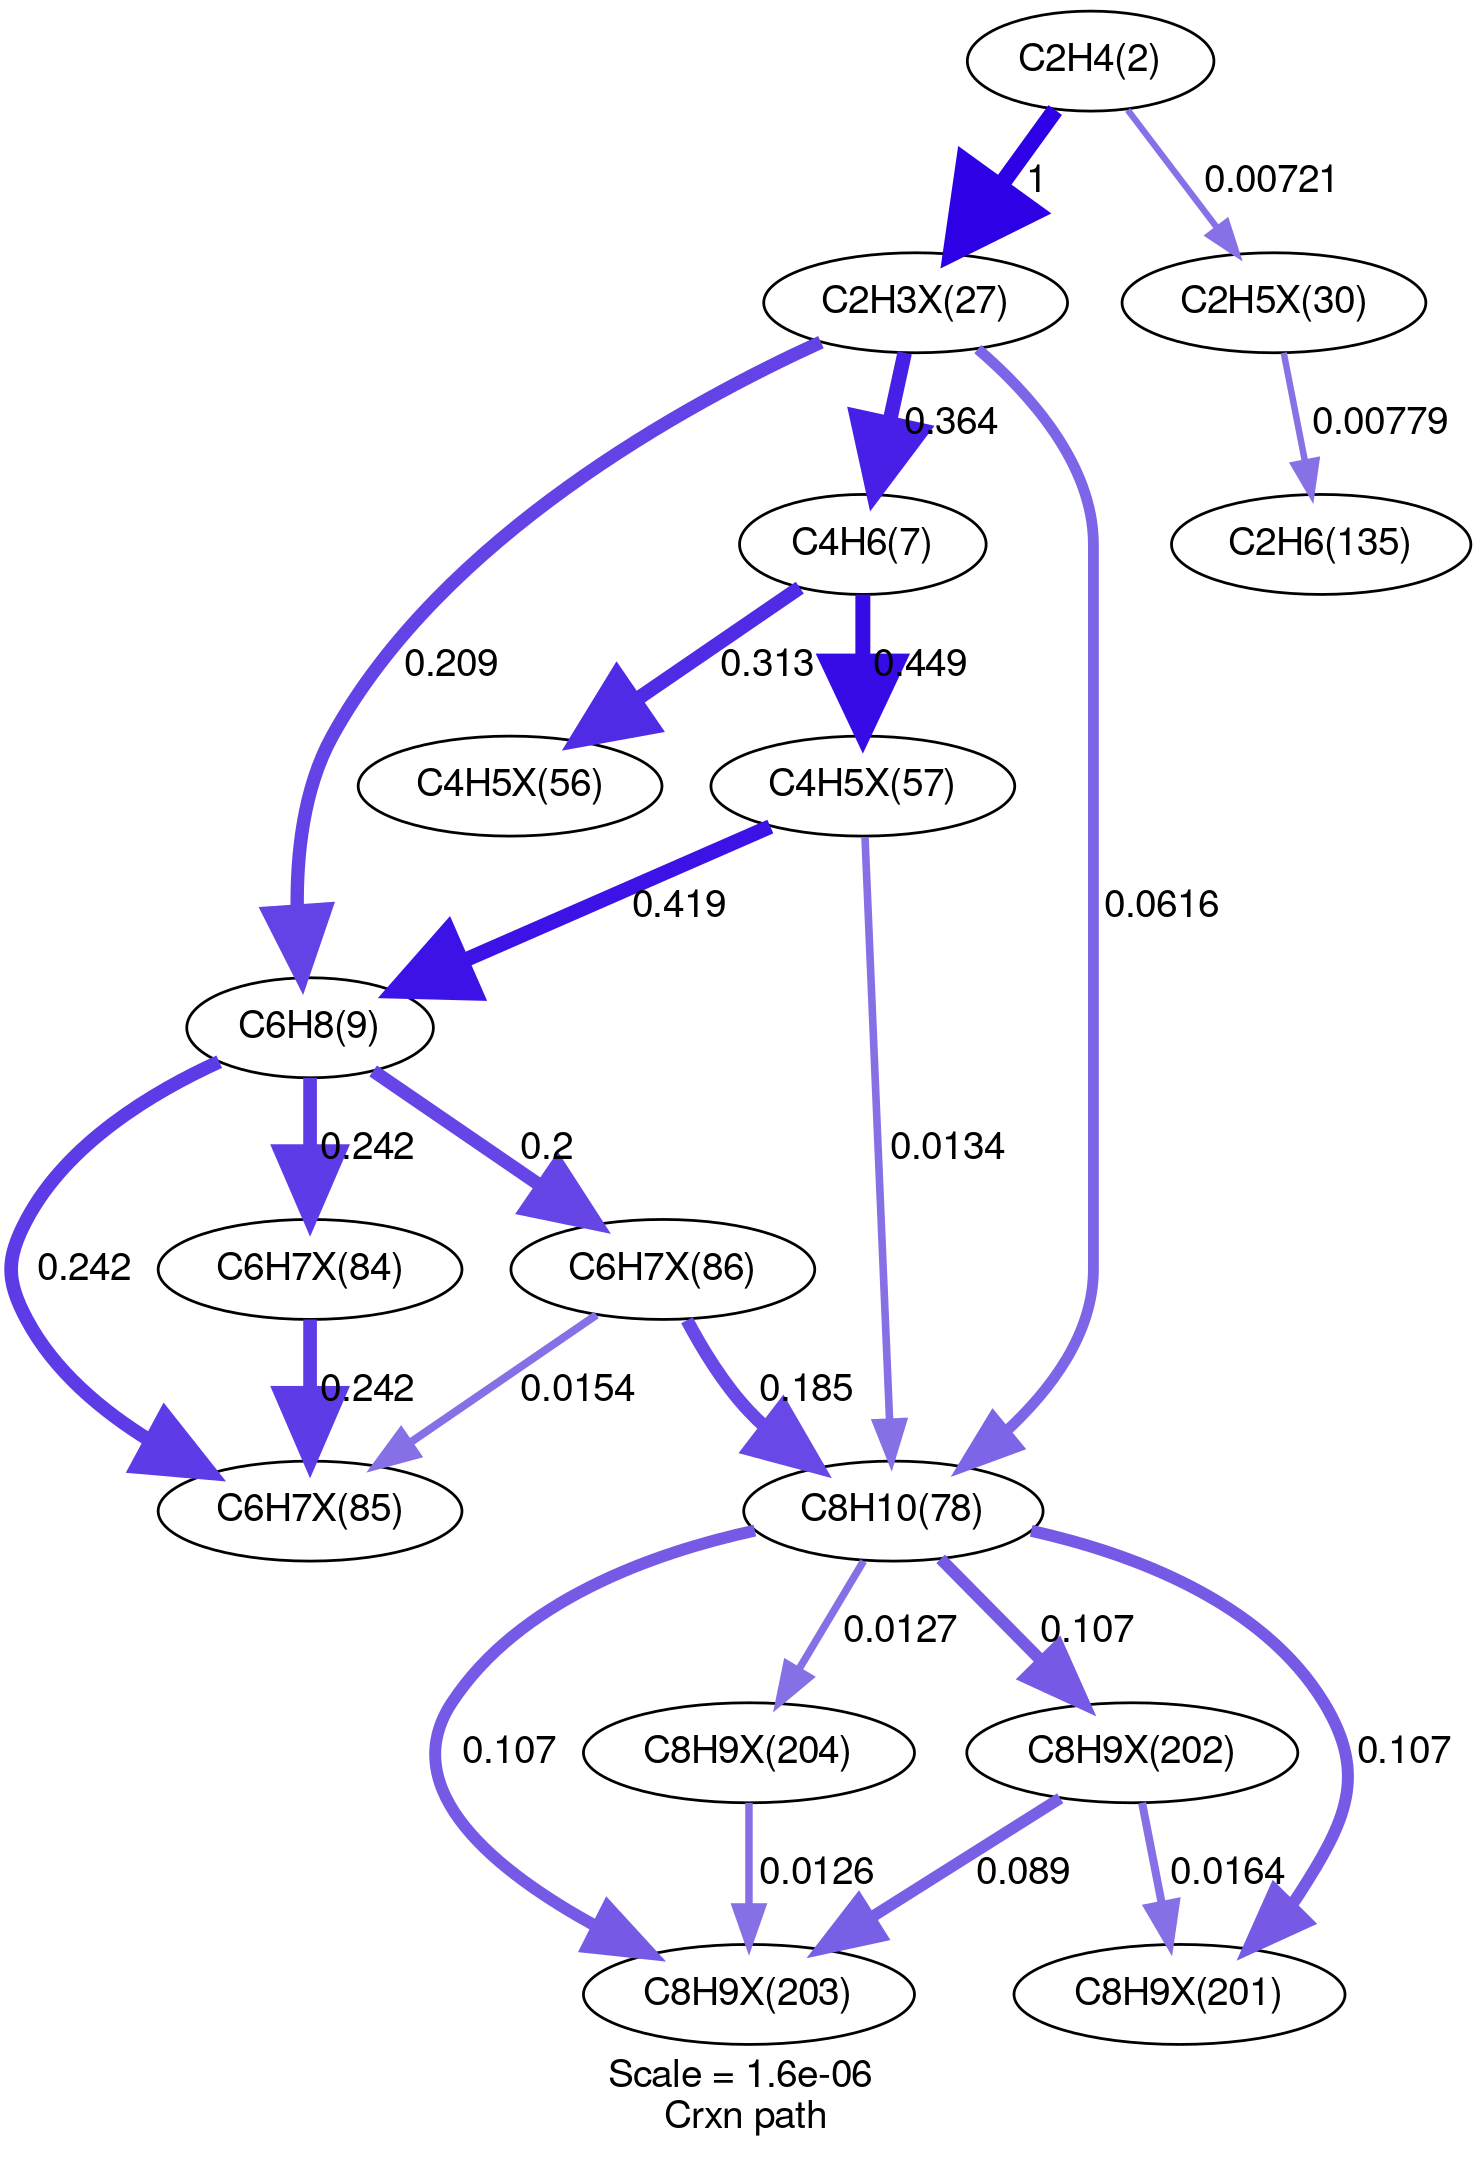 C2H4(2)
1
0.00721
C2H3X(27)
C2H5X(30)
0.364
0.00779
C4H6(7)
C2H6(135)
0.209
0.313
0.449
C4H5X(56)
C4H5X(57)
0.419
0.0616
C6H8(9)
0.242
0.2
0.0134
0.242
C6H7X(84)
C6H7X(86)
0.242
0.0154
0.185
C6H7X(85)
C8H10(78)
0.0127
0.107
0.107
C8H9X(204)
C8H9X(202)
0.107
0.0126
0.089
0.0164
C8H9X(203)
C8H9X(201)
Scale = 1.6e-06
Crxn path